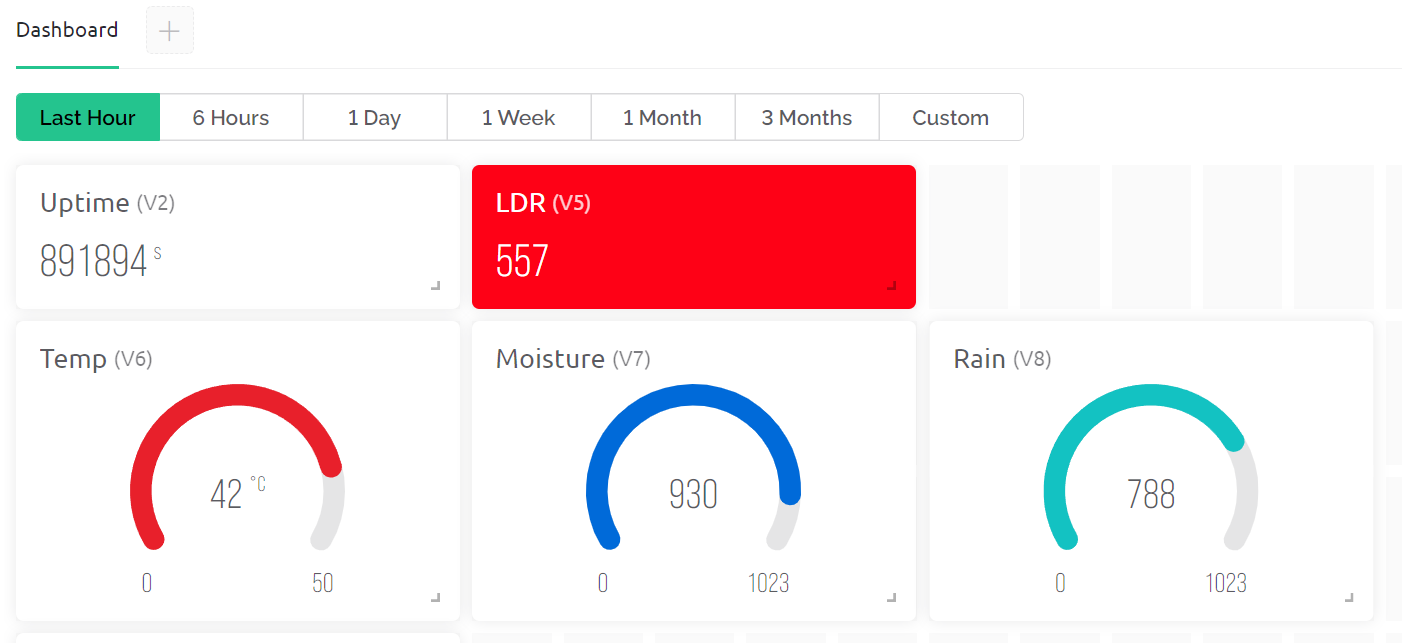 Dashboard +
Last Hour 6 Hours 1 Day 1 Week 1 Month 3 Months Custom
Uptime (V2)
891894 s
LDR (V5)
557
Temp (V6)
42 °C
0 50
Moisture (V7)
930
0 1023
Rain (V8)
788
0 1023